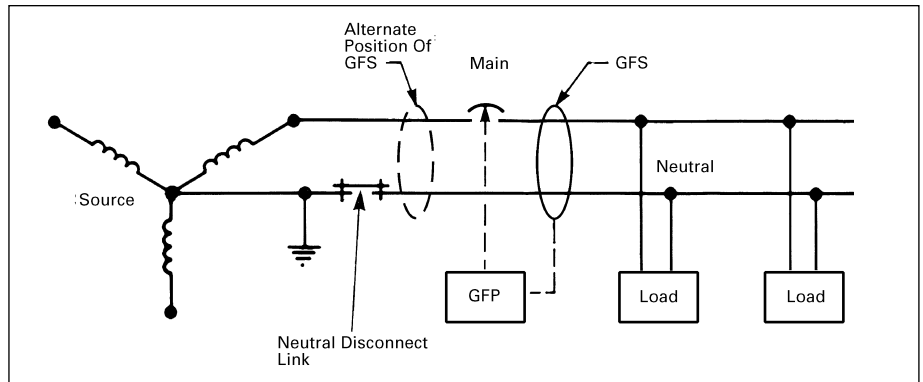 Alternate
Position Of
GFS
Main
GFS
Neutral
:Source
GFP
Load
Load
Neutral Disconnect
Link